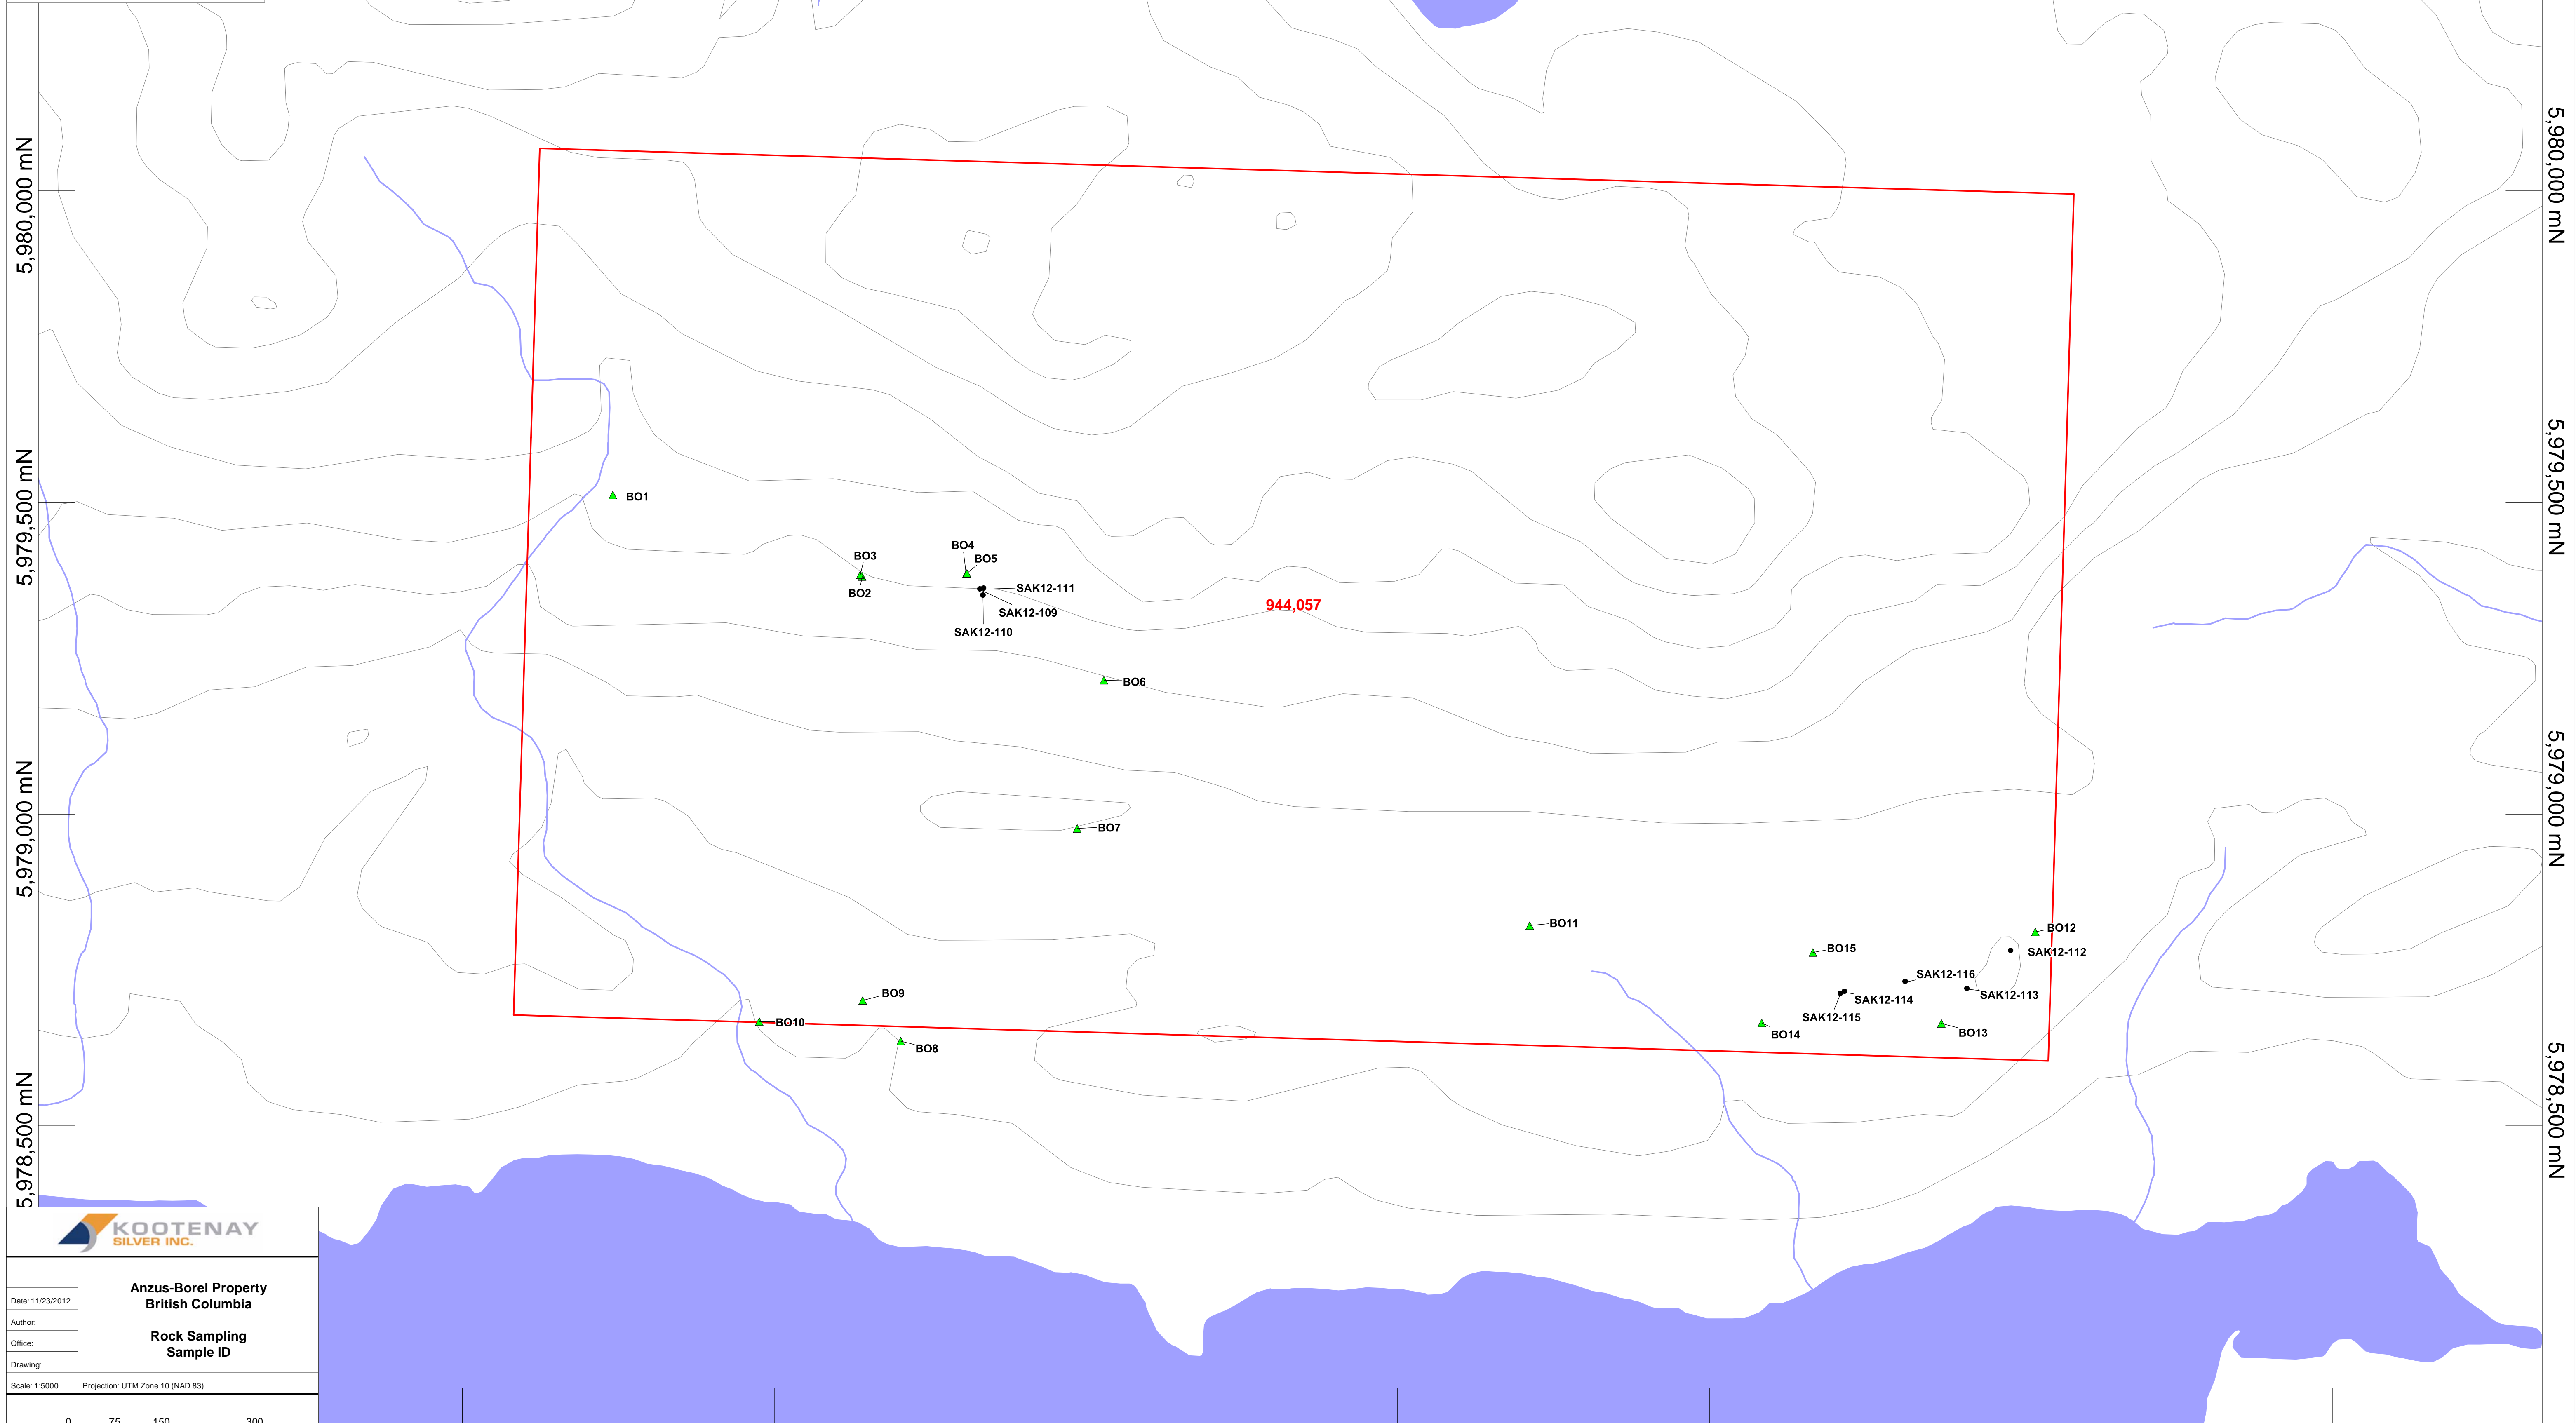 5,980,000 mN
5,980,000 mN
5,979,500 mN
5,979,500 mN
BO1
BO4
BO3
BO5
BO2
SAK12-111
SAK12-109
SAK12-110
944,057
BO6
5,979,000 mN
5,979,000 mN
BO7
BO11
BO12
BO15
SAK12-112
SAK12-116
BO9
SAK12-113
SAK12-114
SAK12-115
BO10
BO14
BO13
BO8
5,978,500 mN
5,978,500 mN
KOOTENAY
SILVER INC.
Anzus-Borel Property
British Columbia
Rock Sampling
Sample ID
Date: 11/23/2012
Author:
Office:
Drawing:
Scale: 1:5000
Projection: UTM Zone 10 (NAD 83)
0 75 150 300